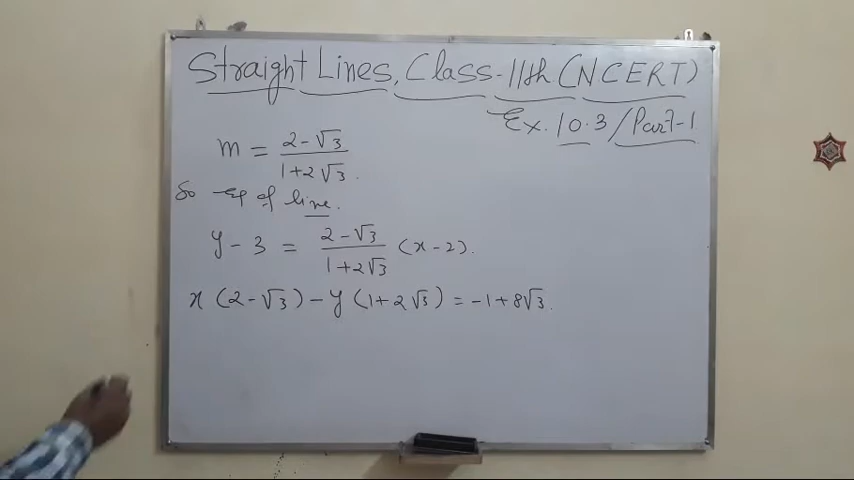 Straight Lines, Class-11th (NCERT)
Ex. 10.3 / Part-1
m = 2-√3 / 1+2√3.
So Eq of line.
y - 3 = 2-√3 / 1+2√3 (x-2).
x (2-√3) - y (1+2√3) = -1+8√3.